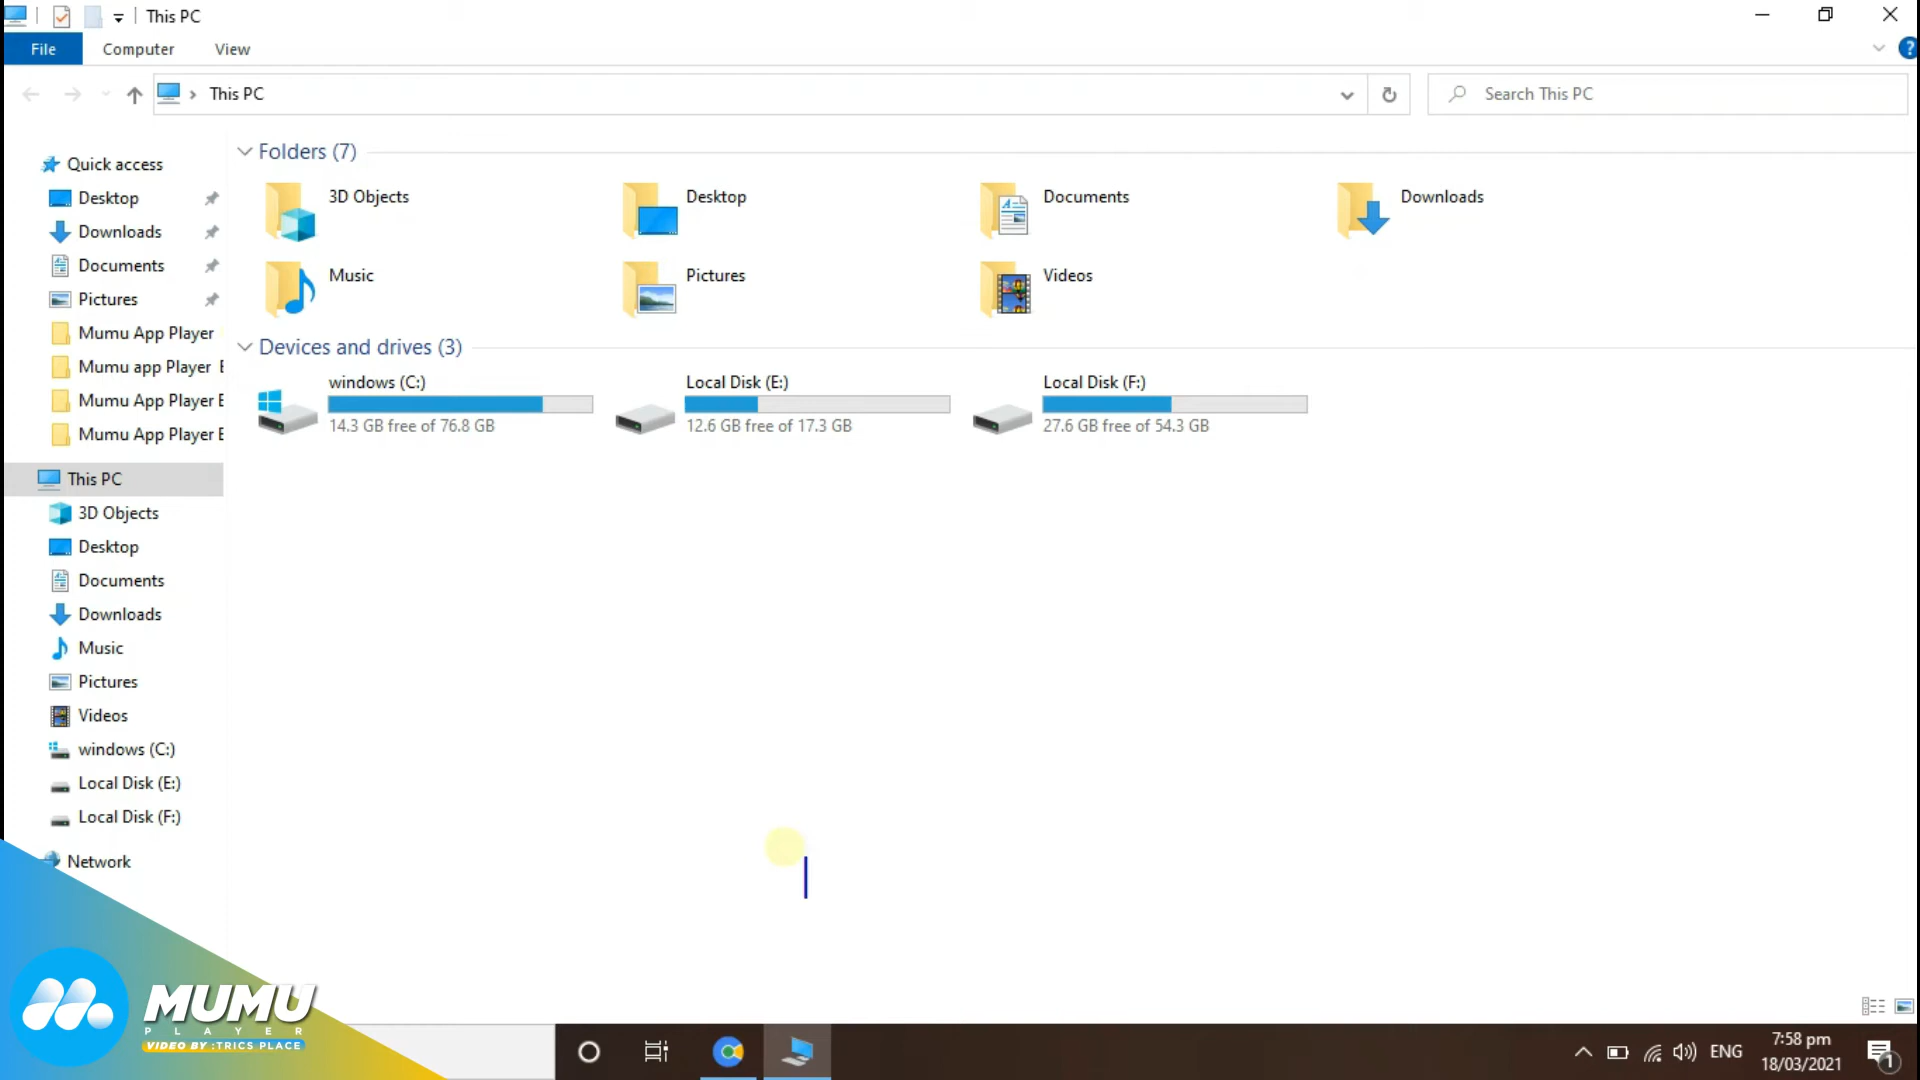 This PC
File
Computer
View
This PC
Search This PC
Quick access
Desktop
Downloads
Documents
Pictures
Mumu App Player
Mumu app Player E
Mumu App Player E
Mumu App Player E
This PC
3D Objects
Desktop
Documents
Downloads
Music
Pictures
Videos
windows (C:)
Local Disk (E:)
Local Disk (F:)
Network
Folders (7)
3D Objects
Desktop
Documents
Downloads
Music
Pictures
Videos
Devices and drives (3)
windows (C:)
14.3 GB free of 76.8 GB
Local Disk (E:)
12.6 GB free of 17.3 GB
Local Disk (F:)
27.6 GB free of 54.3 GB
MUMU
PLAYER
VIDEO BY :TRICS PLACE
ENG
7:58 pm
18/03/2021
1